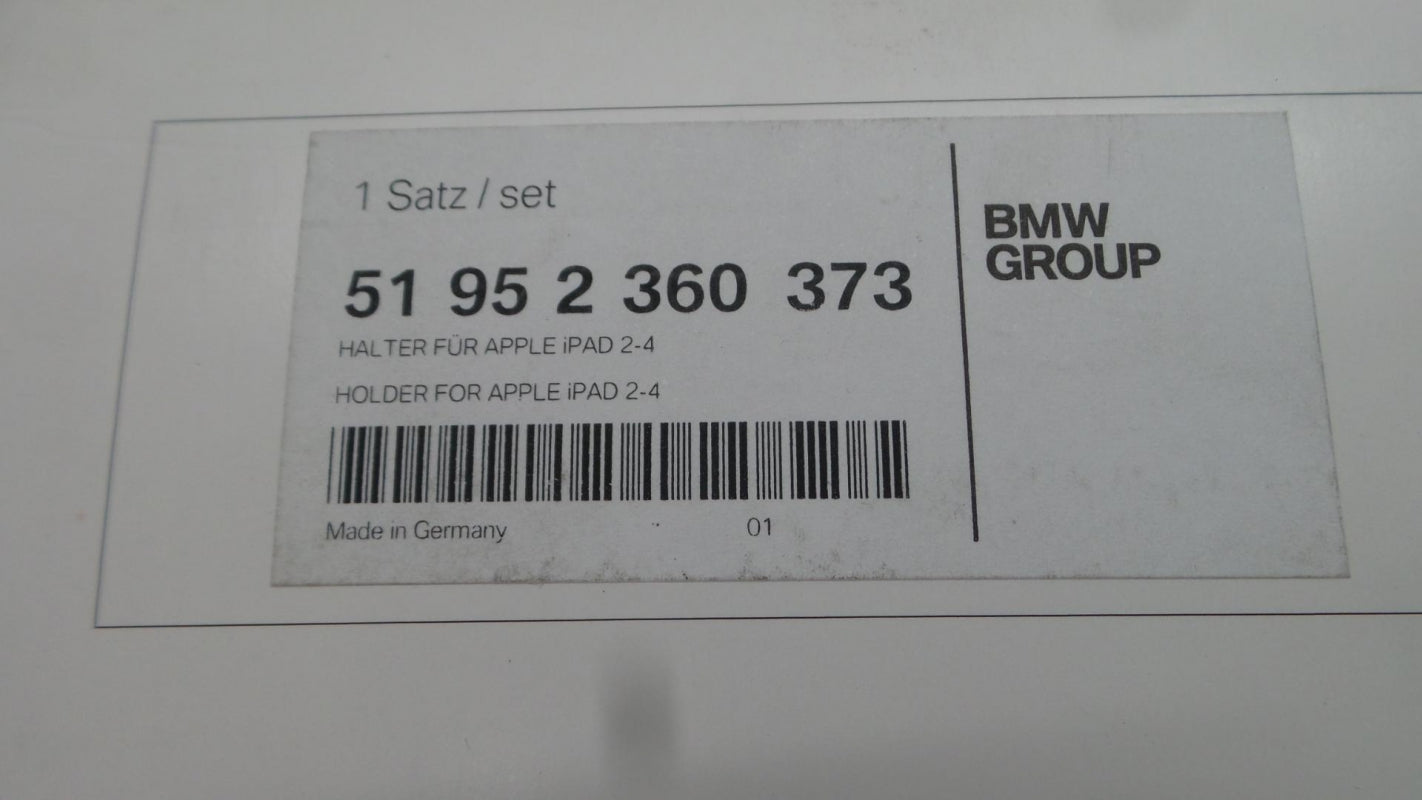 1 Satz / set
51 95 2 360 373
HALTER FÜR APPLE iPAD 2-4
HOLDER FOR APPLE iPAD 2-4
Made in Germany 01
BMW
GROUP